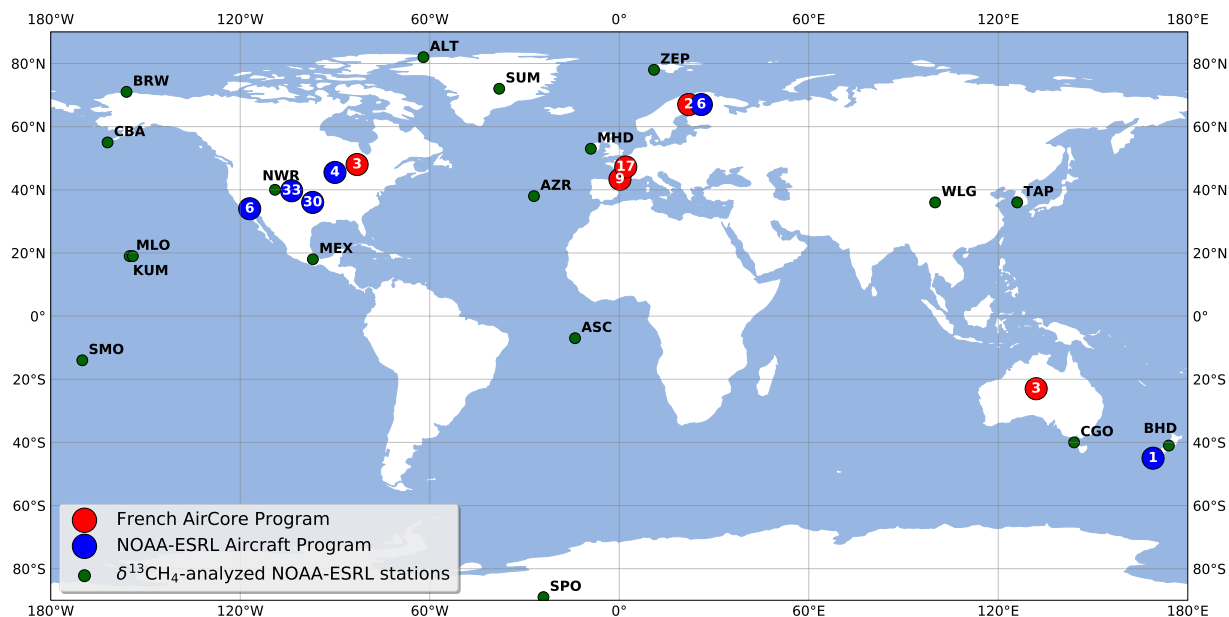 180°W 120°W 60°W 0° 60°E 120°E 180°E
ALT
80°N ZEP 80°N
BRW SUM
2 6
60°N 60°N
CBA MHD
4 3 17
NWR 9
40°N 33 AZR WLG TAP 40°N
6 30
MLO MEX
20°N 20°N
KUM
0° 0°
ASC
SMO
20°S 3 20°S
CGO BHD
40°S 40°S
1
60°S 60°S
French AirCore Program
NOAA-ESRL Aircraft Program
δ¹³CH₄-analyzed NOAA-ESRL stations
80°S 80°S
SPO
180°W 120°W 60°W 0° 60°E 120°E 180°E